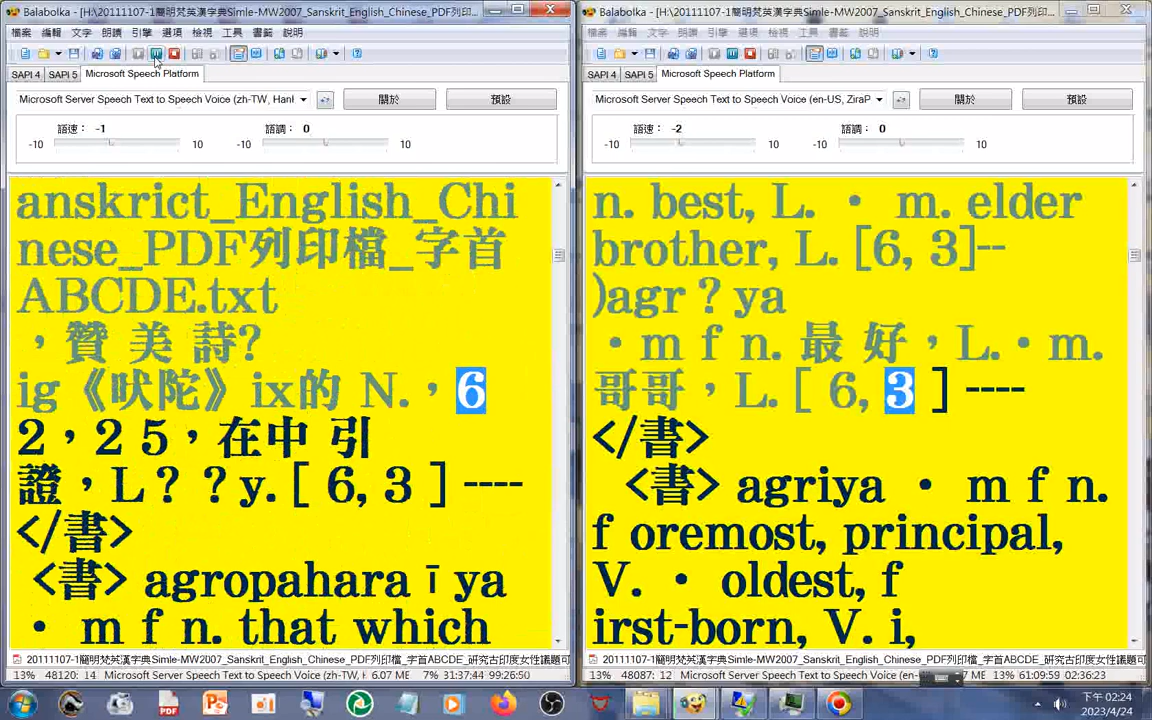 Balabolka - [H:\20111107-1簡明梵英漢字典Simle-MW2007_Sanskrit_English_Chinese_PDF列印...
檔案 編輯 文字 朗讀 引擎 選項 檢視 工具 書籤 說明
SAPI 4 SAPI 5 Microsoft Speech Platform
Microsoft Server Speech Text to Speech Voice (zh-TW, HanI
關於
預設
語速： -1
語調： 0
-10 10 -10 10
anskrict_English_Chi
nese_PDF列印檔_字首
ABCDE.txt
，贊 美 詩?
ig《吠陀》ix的 N.，6
2，2 5，在中 引
證，L？？y. [ 6, 3 ] ----
</書>
<書> agropahara ī ya
• m f n. that which
20111107-1簡明梵英漢字典Simle-MW2007_Sanskrit_English_Chinese_PDF列印檔_字首ABCDE_研究古印度女性議題可
13% 48120: 14 Microsoft Server Speech Text to Speech Voice (zh-TW, H 6.07 MB 7% 31:37:44 99:26:50
Balabolka - [H:\20111107-1簡明梵英漢字典Simle-MW2007_Sanskrit_English_Chinese_PDF列印...
檔案 編輯 文字 朗讀 引擎 選項 檢視 工具 書籤 說明
SAPI 4 SAPI 5 Microsoft Speech Platform
Microsoft Server Speech Text to Speech Voice (en-US, ZiraP
關於
預設
語速： -2
語調： 0
-10 10 -10 10
n. best, L. • m. elder
brother, L. [6, 3]--
)agr？ya
•m f n. 最 好，L.•m.
哥哥，L. [ 6, 3 ] ----
</書>
<書> agriya • m f n.
f oremost, principal,
V. • oldest, f
irst-born, V. i,
20111107-1簡明梵英漢字典Simle-MW2007_Sanskrit_English_Chinese_PDF列印檔_字首ABCDE_研究古印度女性議題可
13% 48087: 12 Microsoft Server Speech Text to Speech Voice 13% 61:09:59 02:36:23
PDF
下午 02:24
2023/4/24